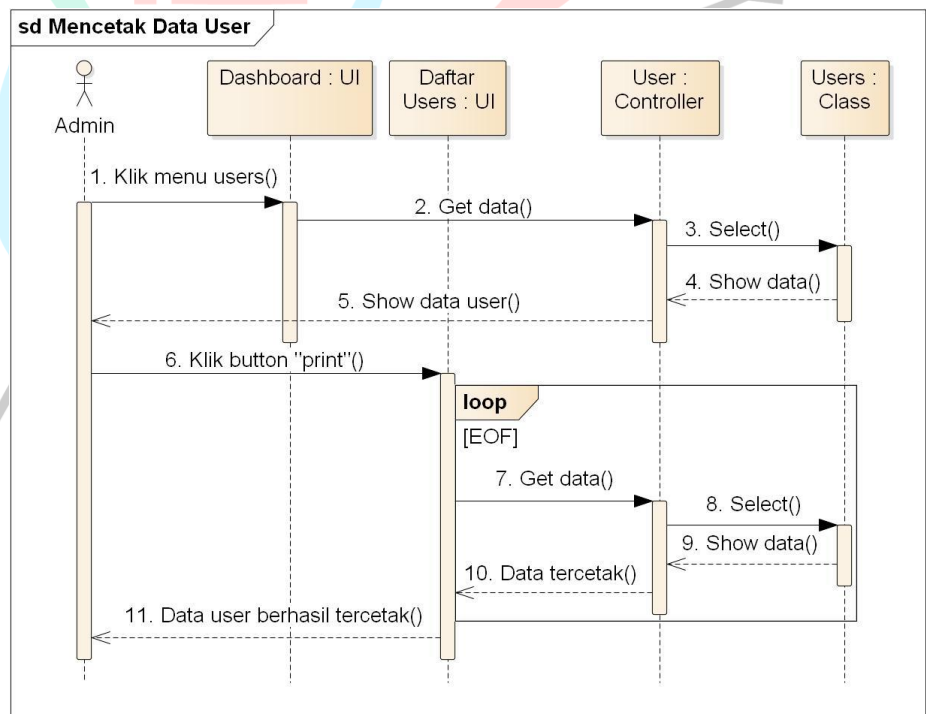 sd Mencetak Data User
Dashboard : UI
Daftar
Users : UI
User :
Controller
Users :
Class
Admin
1. Klik menu users()
2. Get data()
3. Select()
4. Show data()
5. Show data user()
6. Klik button "print"()
loop
[EOF]
7. Get data()
8. Select()
9. Show data()
10. Data tercetak()
11. Data user berhasil tercetak()